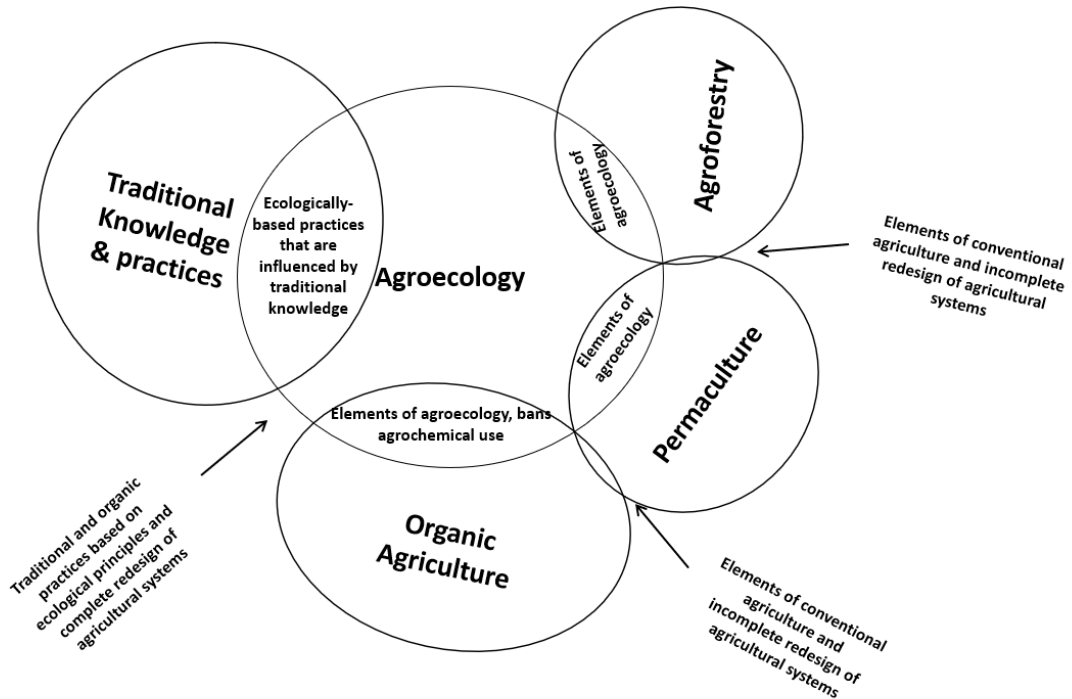 Traditional
Knowledge
& practices
Ecologically-
based practices
that are
influenced by
traditional
knowledge
Agroecology
Elements of
agroecology
Agroforestry
Elements of conventional
agriculture and incomplete
redesign of agricultural
systems
Elements of
agroecology
Permaculture
Elements of agroecology, bans
agrochemical use
Organic
Agriculture
Traditional and organic
practices based on
ecological principles and
complete redesign of
agricultural systems
Elements of conventional
agriculture and
incomplete redesign of
agricultural systems